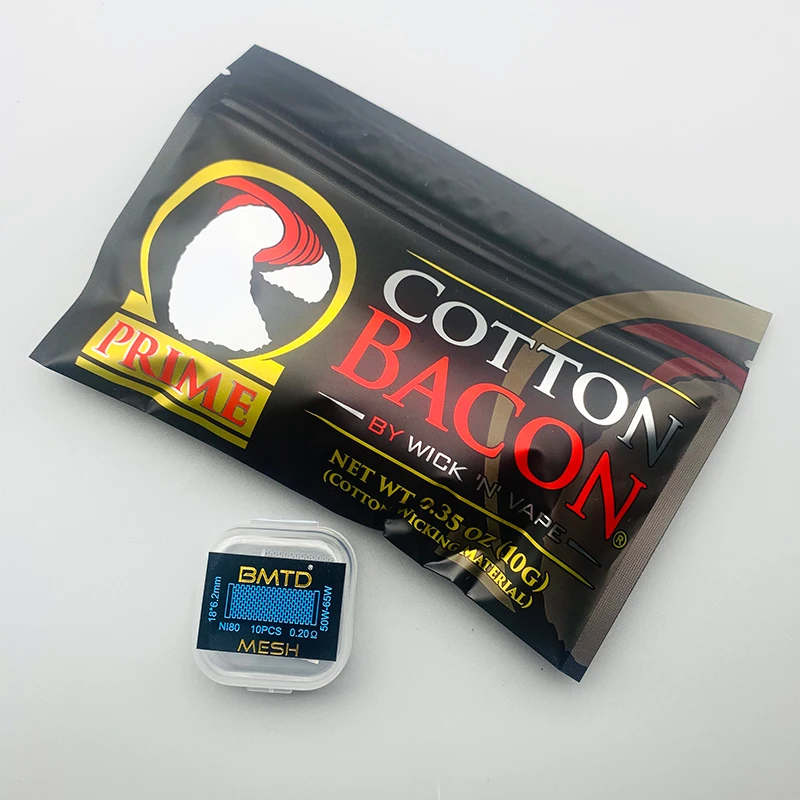 PRIME
COTTON
BACON®
BY WICK 'N' VAPE
NET WT 0.35 OZ (10G)
(COTTON WICKING MATERIAL)
BMTD®
18*6.2mm
50W-65W
NI80 10PCS 0.20Ω
MESH